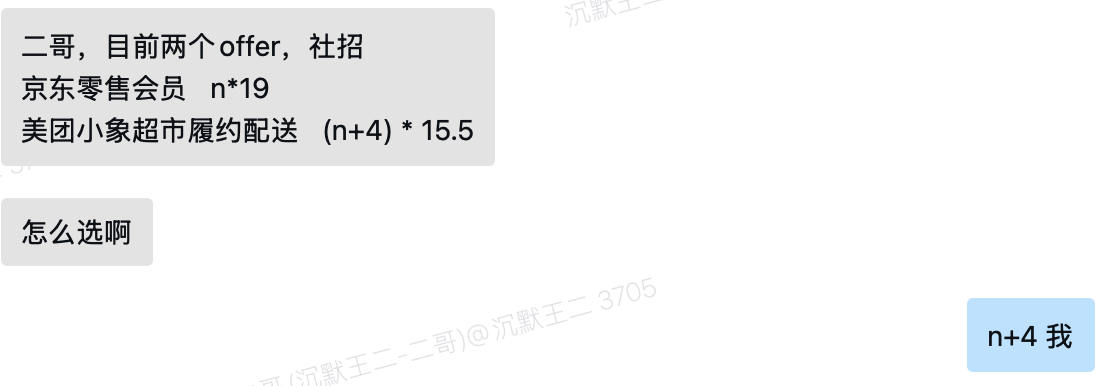 沉默王二
二哥，目前两个offer，社招
京东零售会员 n*19
美团小象超市履约配送 (n+4) * 15.5
怎么选啊
二哥(沉默王二-二哥)@沉默王二 3705
n+4 我